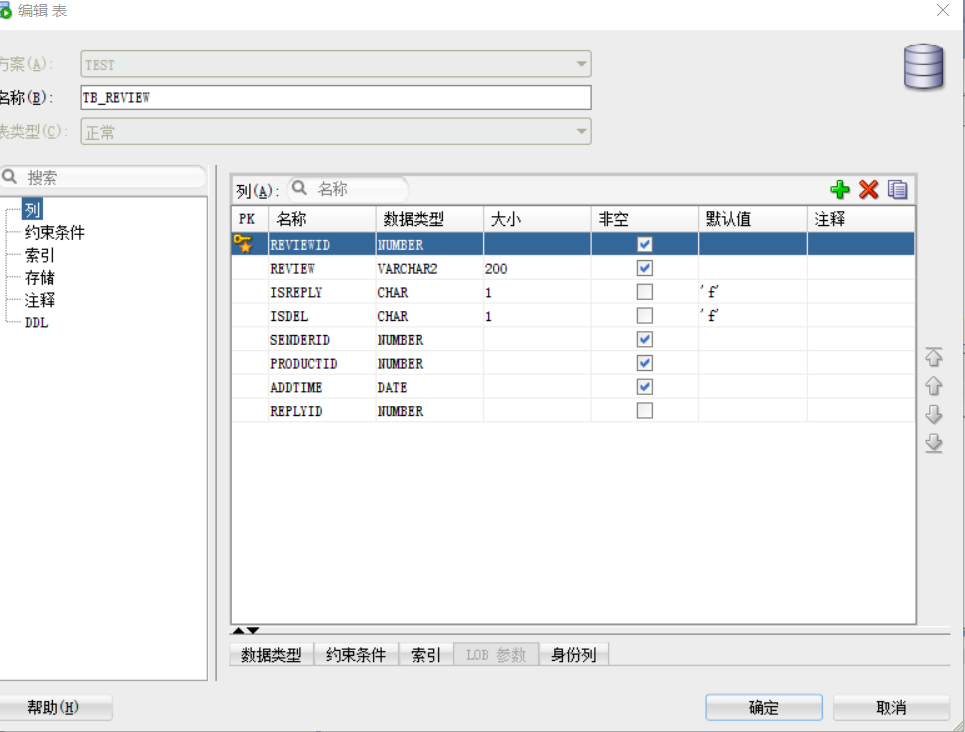 编辑 表
方案(A): TEST
名称(B): TB_REVIEW
表类型(C): 正常
搜索
列
约束条件
索引
存储
注释
DDL
列(A): 名称
PK 名称 数据类型 大小 非空 默认值 注释
REVIEWID NUMBER
REVIEW VARCHAR2 200
ISREPLY CHAR 1 'f'
ISDEL CHAR 1 'f'
SENDERID NUMBER
PRODUCTID NUMBER
ADDTIME DATE
REPLYID NUMBER
数据类型 约束条件 索引 LOB 参数 身份列
帮助(H) 确定 取消